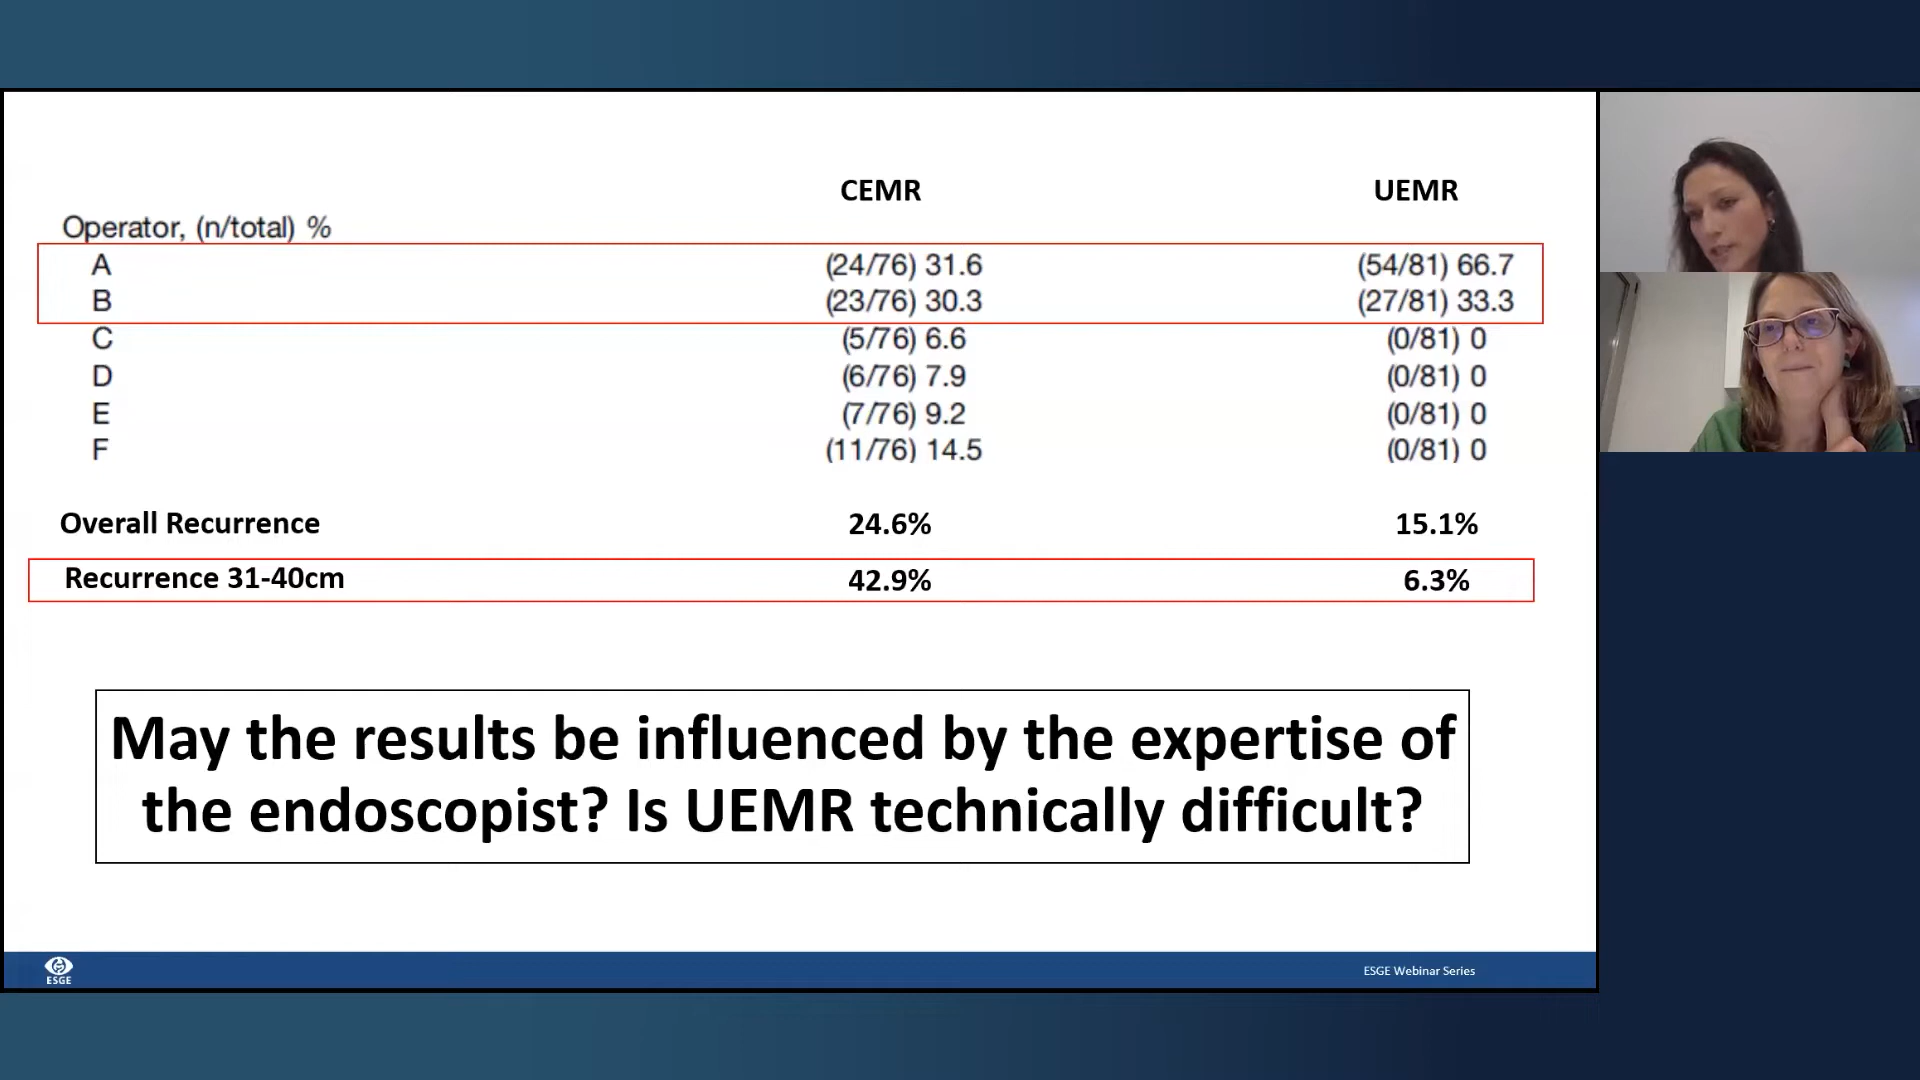 CEMR UEMR
Operator, (n/total) %
A (24/76) 31.6 (54/81) 66.7
B (23/76) 30.3 (27/81) 33.3
C (5/76) 6.6 (0/81) 0
D (6/76) 7.9 (0/81) 0
E (7/76) 9.2 (0/81) 0
F (11/76) 14.5 (0/81) 0
Overall Recurrence 24.6% 15.1%
Recurrence 31-40cm 42.9% 6.3%
May the results be influenced by the expertise of
the endoscopist? Is UEMR technically difficult?
ESGE
ESGE Webinar Series